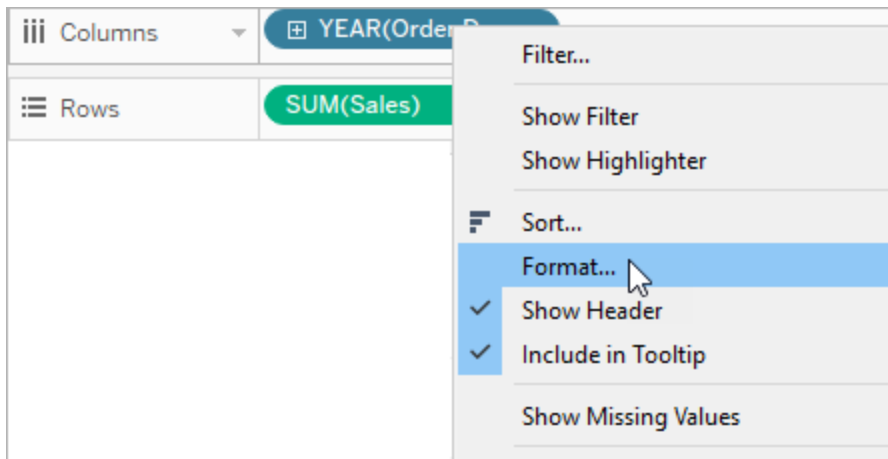 Columns
YEAR(Order
Rows
SUM(Sales)
Filter...
Show Filter
Show Highlighter
Sort...
Format...
Show Header
Include in Tooltip
Show Missing Values